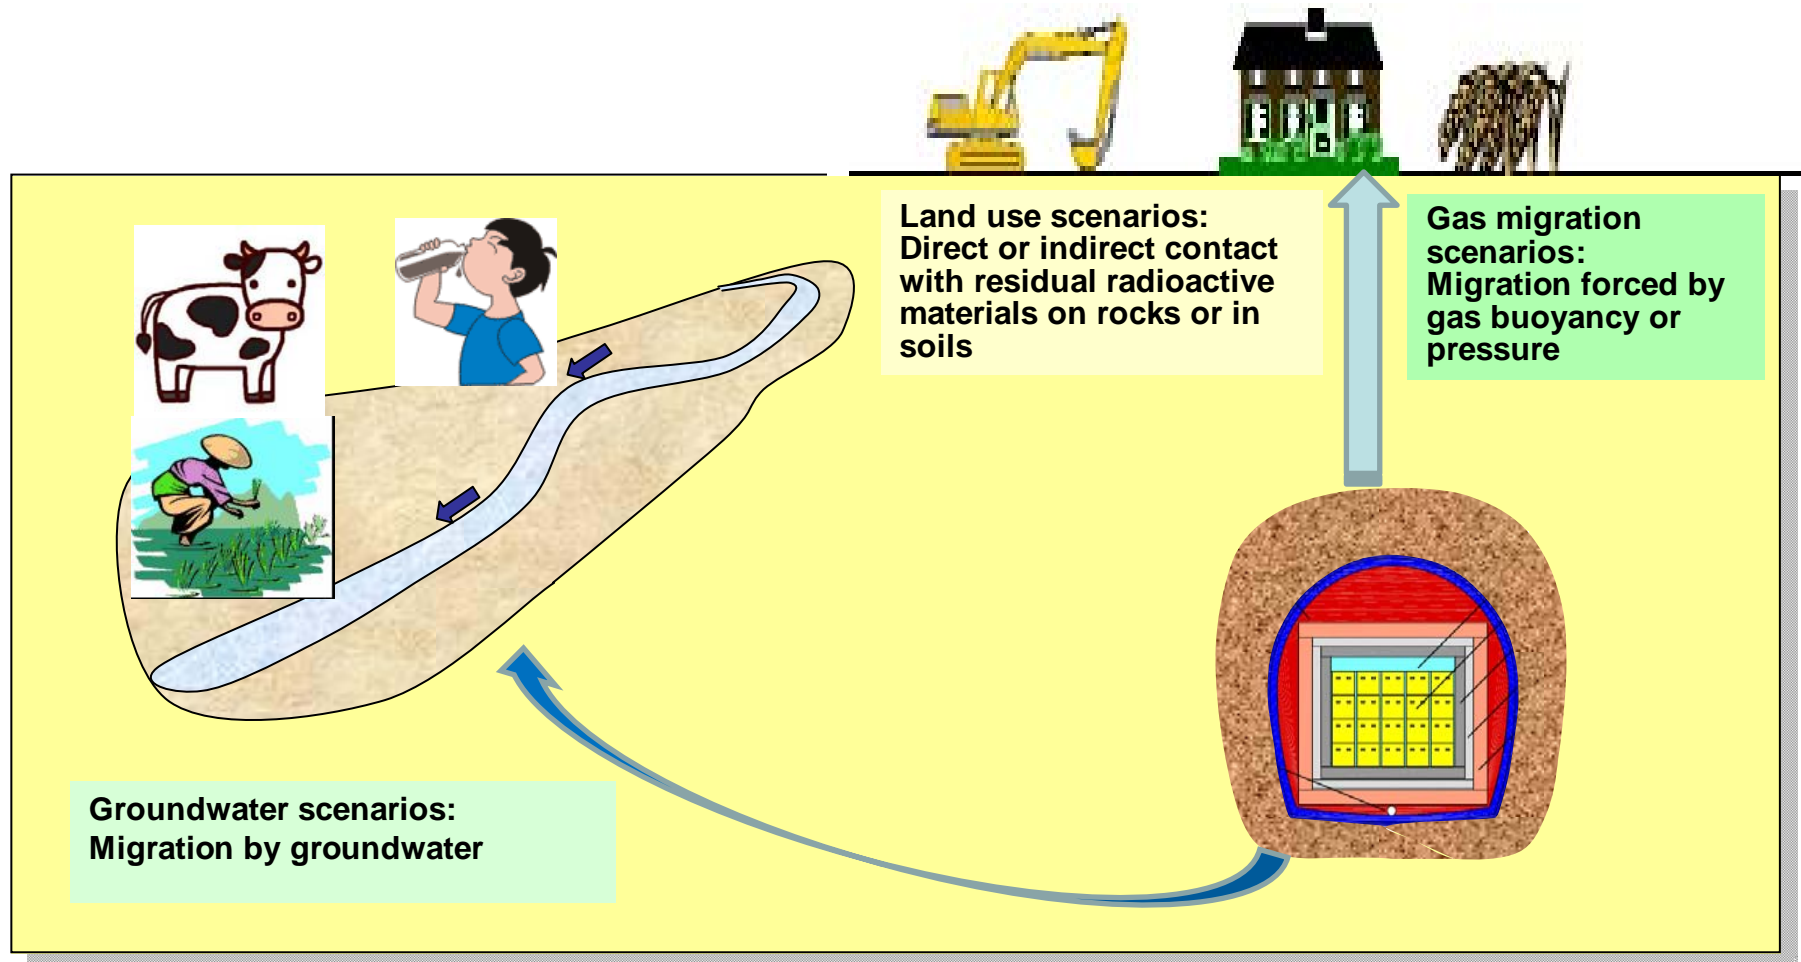 Land use scenarios:
Direct or indirect contact
with residual radioactive
materials on rocks or in
soils
Gas migration
scenarios:
Migration forced by
gas buoyancy or
pressure
Groundwater scenarios:
Migration by groundwater